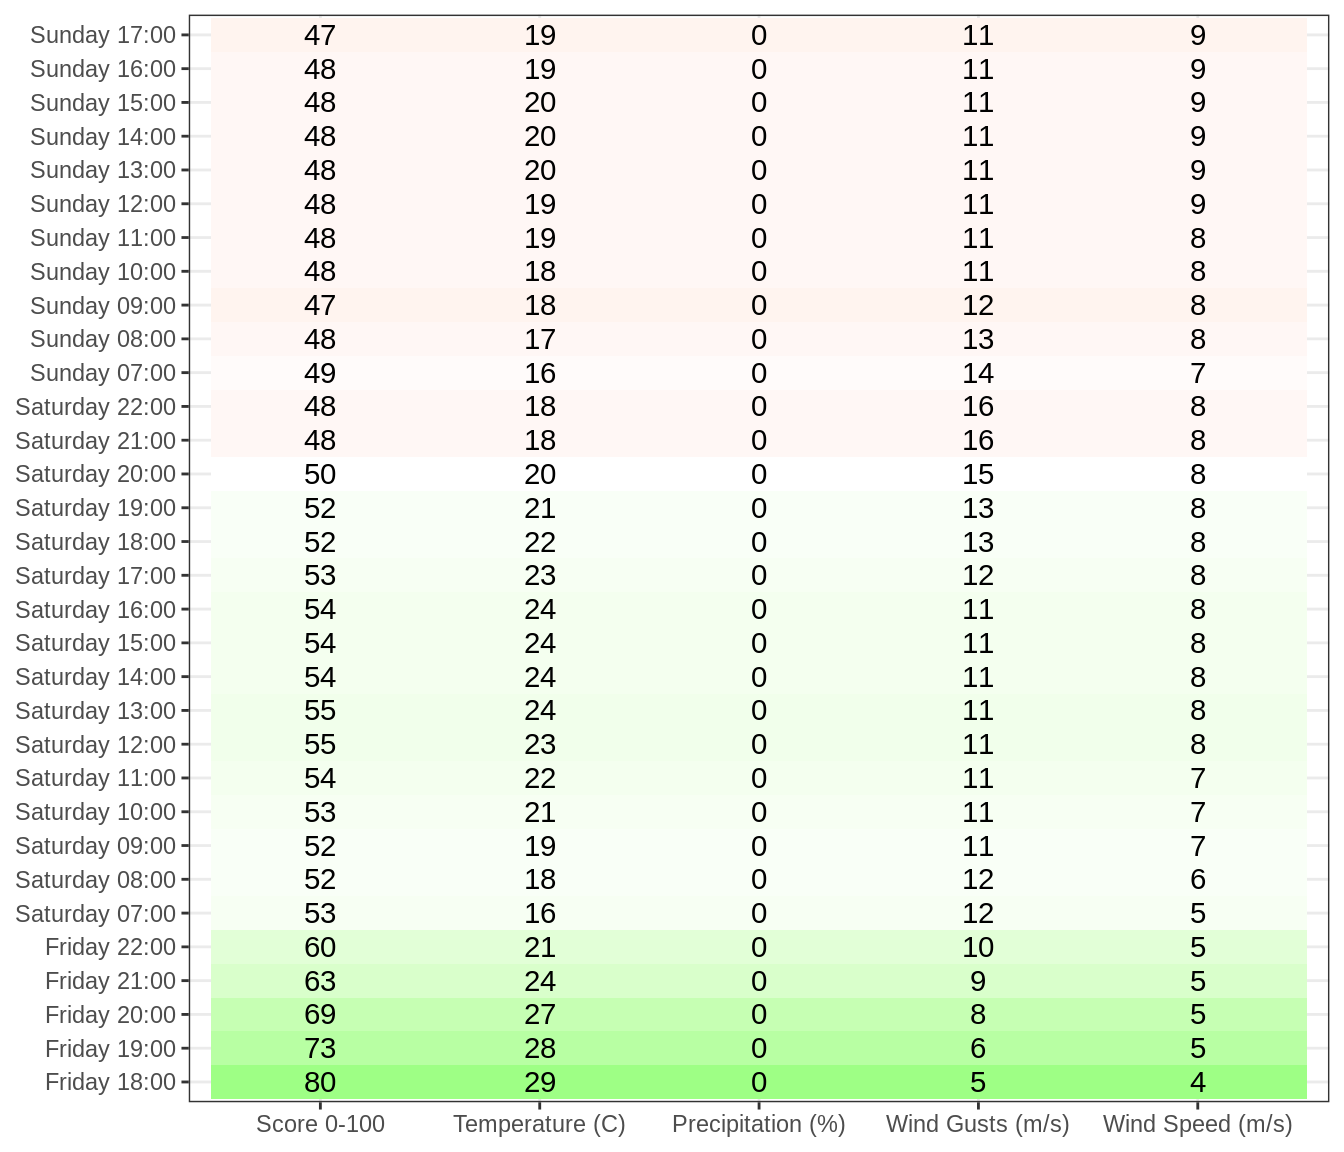 Sunday 17:00 47 19 0 11 9
Sunday 16:00 48 19 0 11 9
Sunday 15:00 48 20 0 11 9
Sunday 14:00 48 20 0 11 9
Sunday 13:00 48 20 0 11 9
Sunday 12:00 48 19 0 11 9
Sunday 11:00 48 19 0 11 8
Sunday 10:00 48 18 0 11 8
Sunday 09:00 47 18 0 12 8
Sunday 08:00 48 17 0 13 8
Sunday 07:00 49 16 0 14 7
Saturday 22:00 48 18 0 16 8
Saturday 21:00 48 18 0 16 8
Saturday 20:00 50 20 0 15 8
Saturday 19:00 52 21 0 13 8
Saturday 18:00 52 22 0 13 8
Saturday 17:00 53 23 0 12 8
Saturday 16:00 54 24 0 11 8
Saturday 15:00 54 24 0 11 8
Saturday 14:00 54 24 0 11 8
Saturday 13:00 55 24 0 11 8
Saturday 12:00 55 23 0 11 8
Saturday 11:00 54 22 0 11 7
Saturday 10:00 53 21 0 11 7
Saturday 09:00 52 19 0 11 7
Saturday 08:00 52 18 0 12 6
Saturday 07:00 53 16 0 12 5
Friday 22:00 60 21 0 10 5
Friday 21:00 63 24 0 9 5
Friday 20:00 69 27 0 8 5
Friday 19:00 73 28 0 6 5
Friday 18:00 80 29 0 5 4
Score 0-100 Temperature (C) Precipitation (%) Wind Gusts (m/s) Wind Speed (m/s)